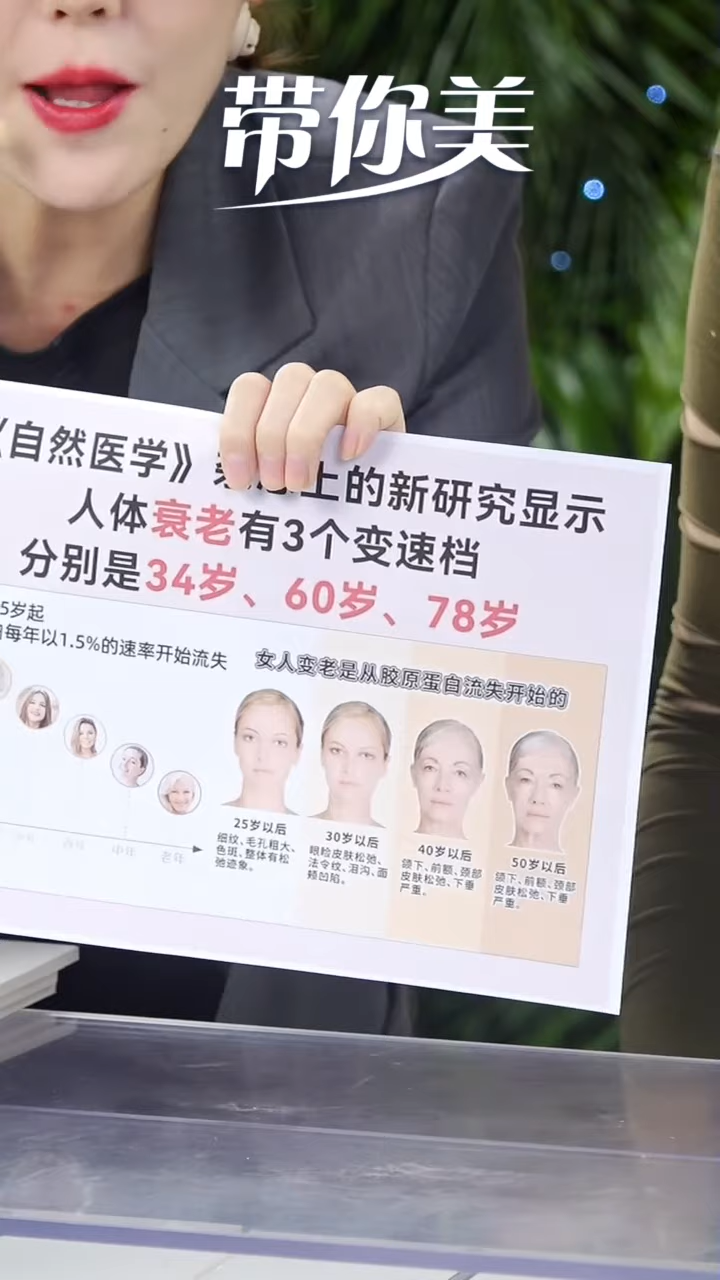 带你美
《自然医学》 上的新研究显示
人体衰老有3个变速档
分别是34岁、60岁、78岁
5岁起
每年以1.5%的速率开始流失
女人变老是从胶原蛋白流失开始的
中年
老年
25岁以后
细纹、毛孔粗大、
色斑、整体有松
弛迹象。
30岁以后
眼睑皮肤松弛、
法令纹、泪沟、面
颊凹陷。
40岁以后
颌下、前额、颈部
皮肤松弛、下垂
严重。
50岁以后
颌下、前额、颈部
皮肤松弛、下垂
严重。